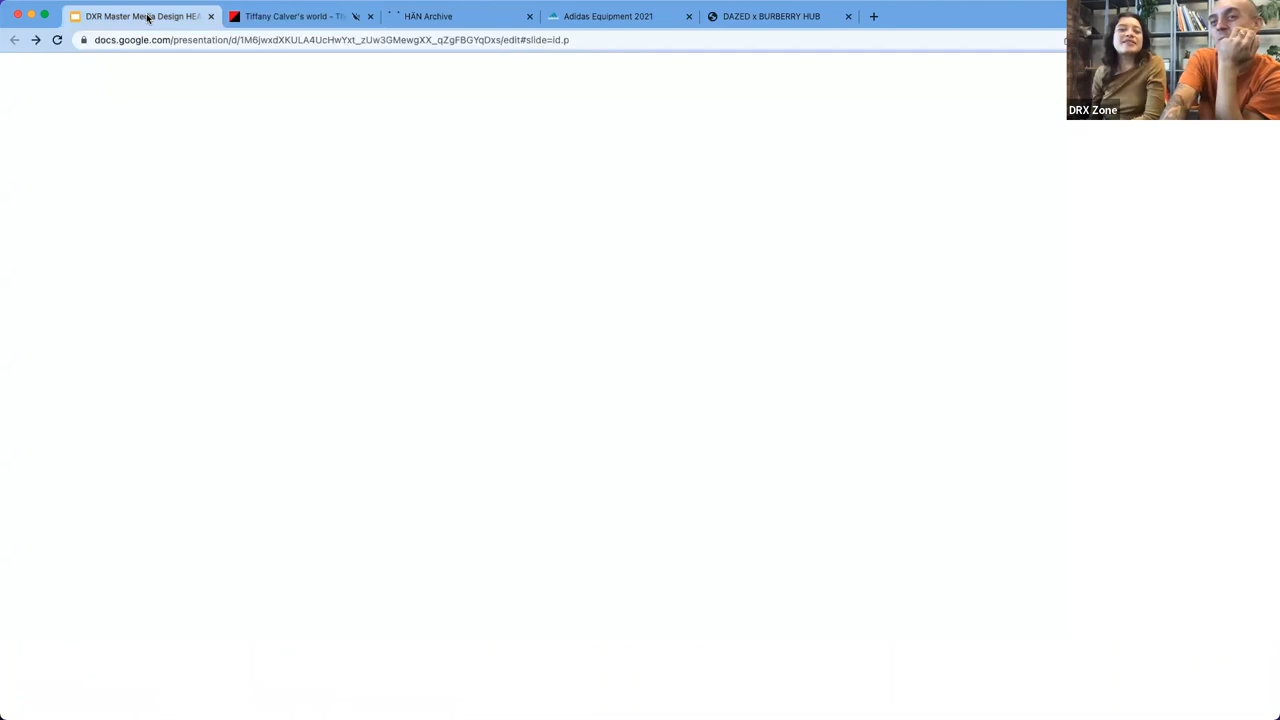 DXR Master Media Design HEA
Tiffany Calver's world - Th
HÄN Archive
Adidas Equipment 2021
DAZED x BURBERRY HUB
docs.google.com/presentation/d/1M6jwxdXKULA4UcHwYxt_zUw3GMewgXX_qZgFBGYqDxs/edit#slide=id.p
DRX Zone